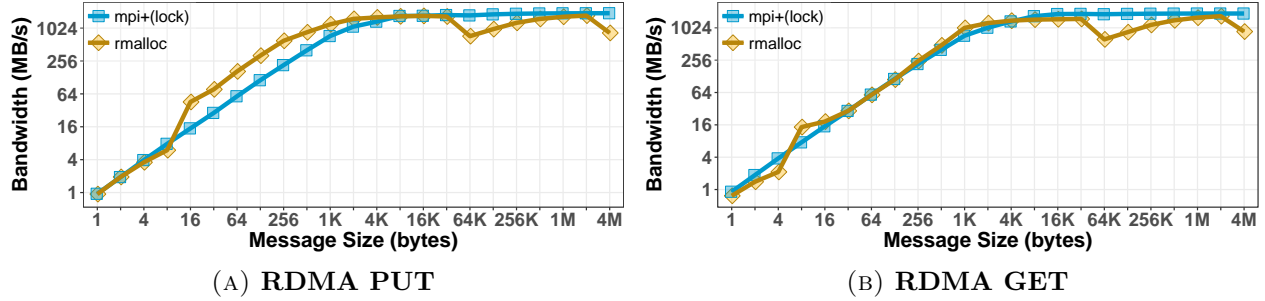 Bandwidth (MB/s)
1024
256
64
16
4
1
mpi+(lock)
rmalloc
1 4 16 64 256 1K 4K 16K 64K 256K 1M 4M
Message Size (bytes)
(A) RDMA PUT
Bandwidth (MB/s)
1024
256
64
16
4
1
mpi+(lock)
rmalloc
1 4 16 64 256 1K 4K 16K 64K 256K 1M 4M
Message Size (bytes)
(B) RDMA GET